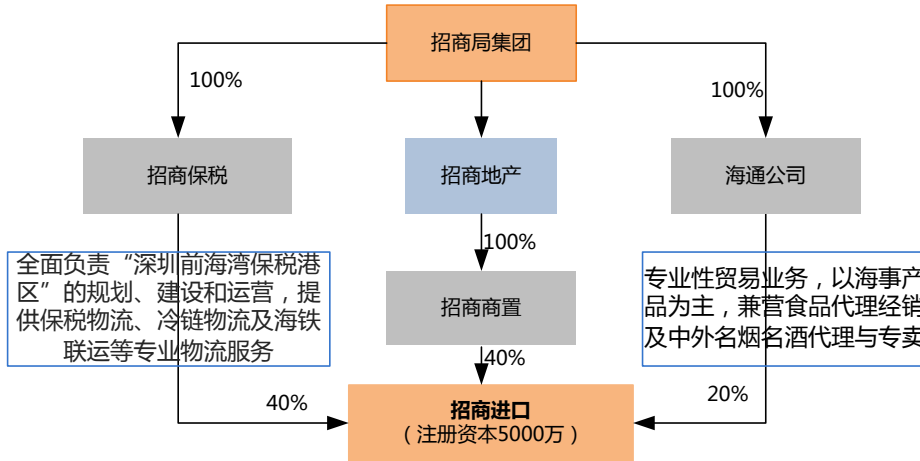 招商局集团
100%
100%
招商保税
招商地产
海通公司
100%
全面负责“深圳前海湾保税港
区”的规划、建设和运营，提
供保税物流、冷链物流及海铁
联运等专业物流服务
招商商置
专业性贸易业务，以海事产
品为主，兼营食品代理经销
及中外名烟名酒代理与专卖
40%
40%
20%
招商进口
（注册资本5000万）